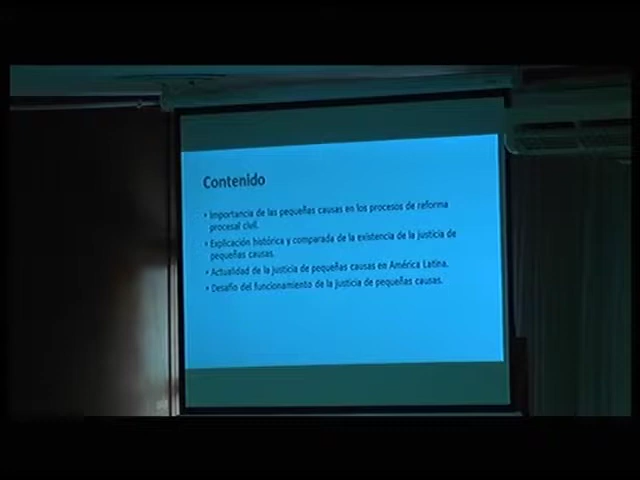 Contenido
• Importancia de las pequeñas causas en los procesos de reforma
procesal civil.
• Explicación histórica y comparada de la existencia de la justicia de
pequeñas causas.
• Actualidad de la justicia de pequeñas causas en América Latina.
• Desafío del funcionamiento de la justicia de pequeñas causas.